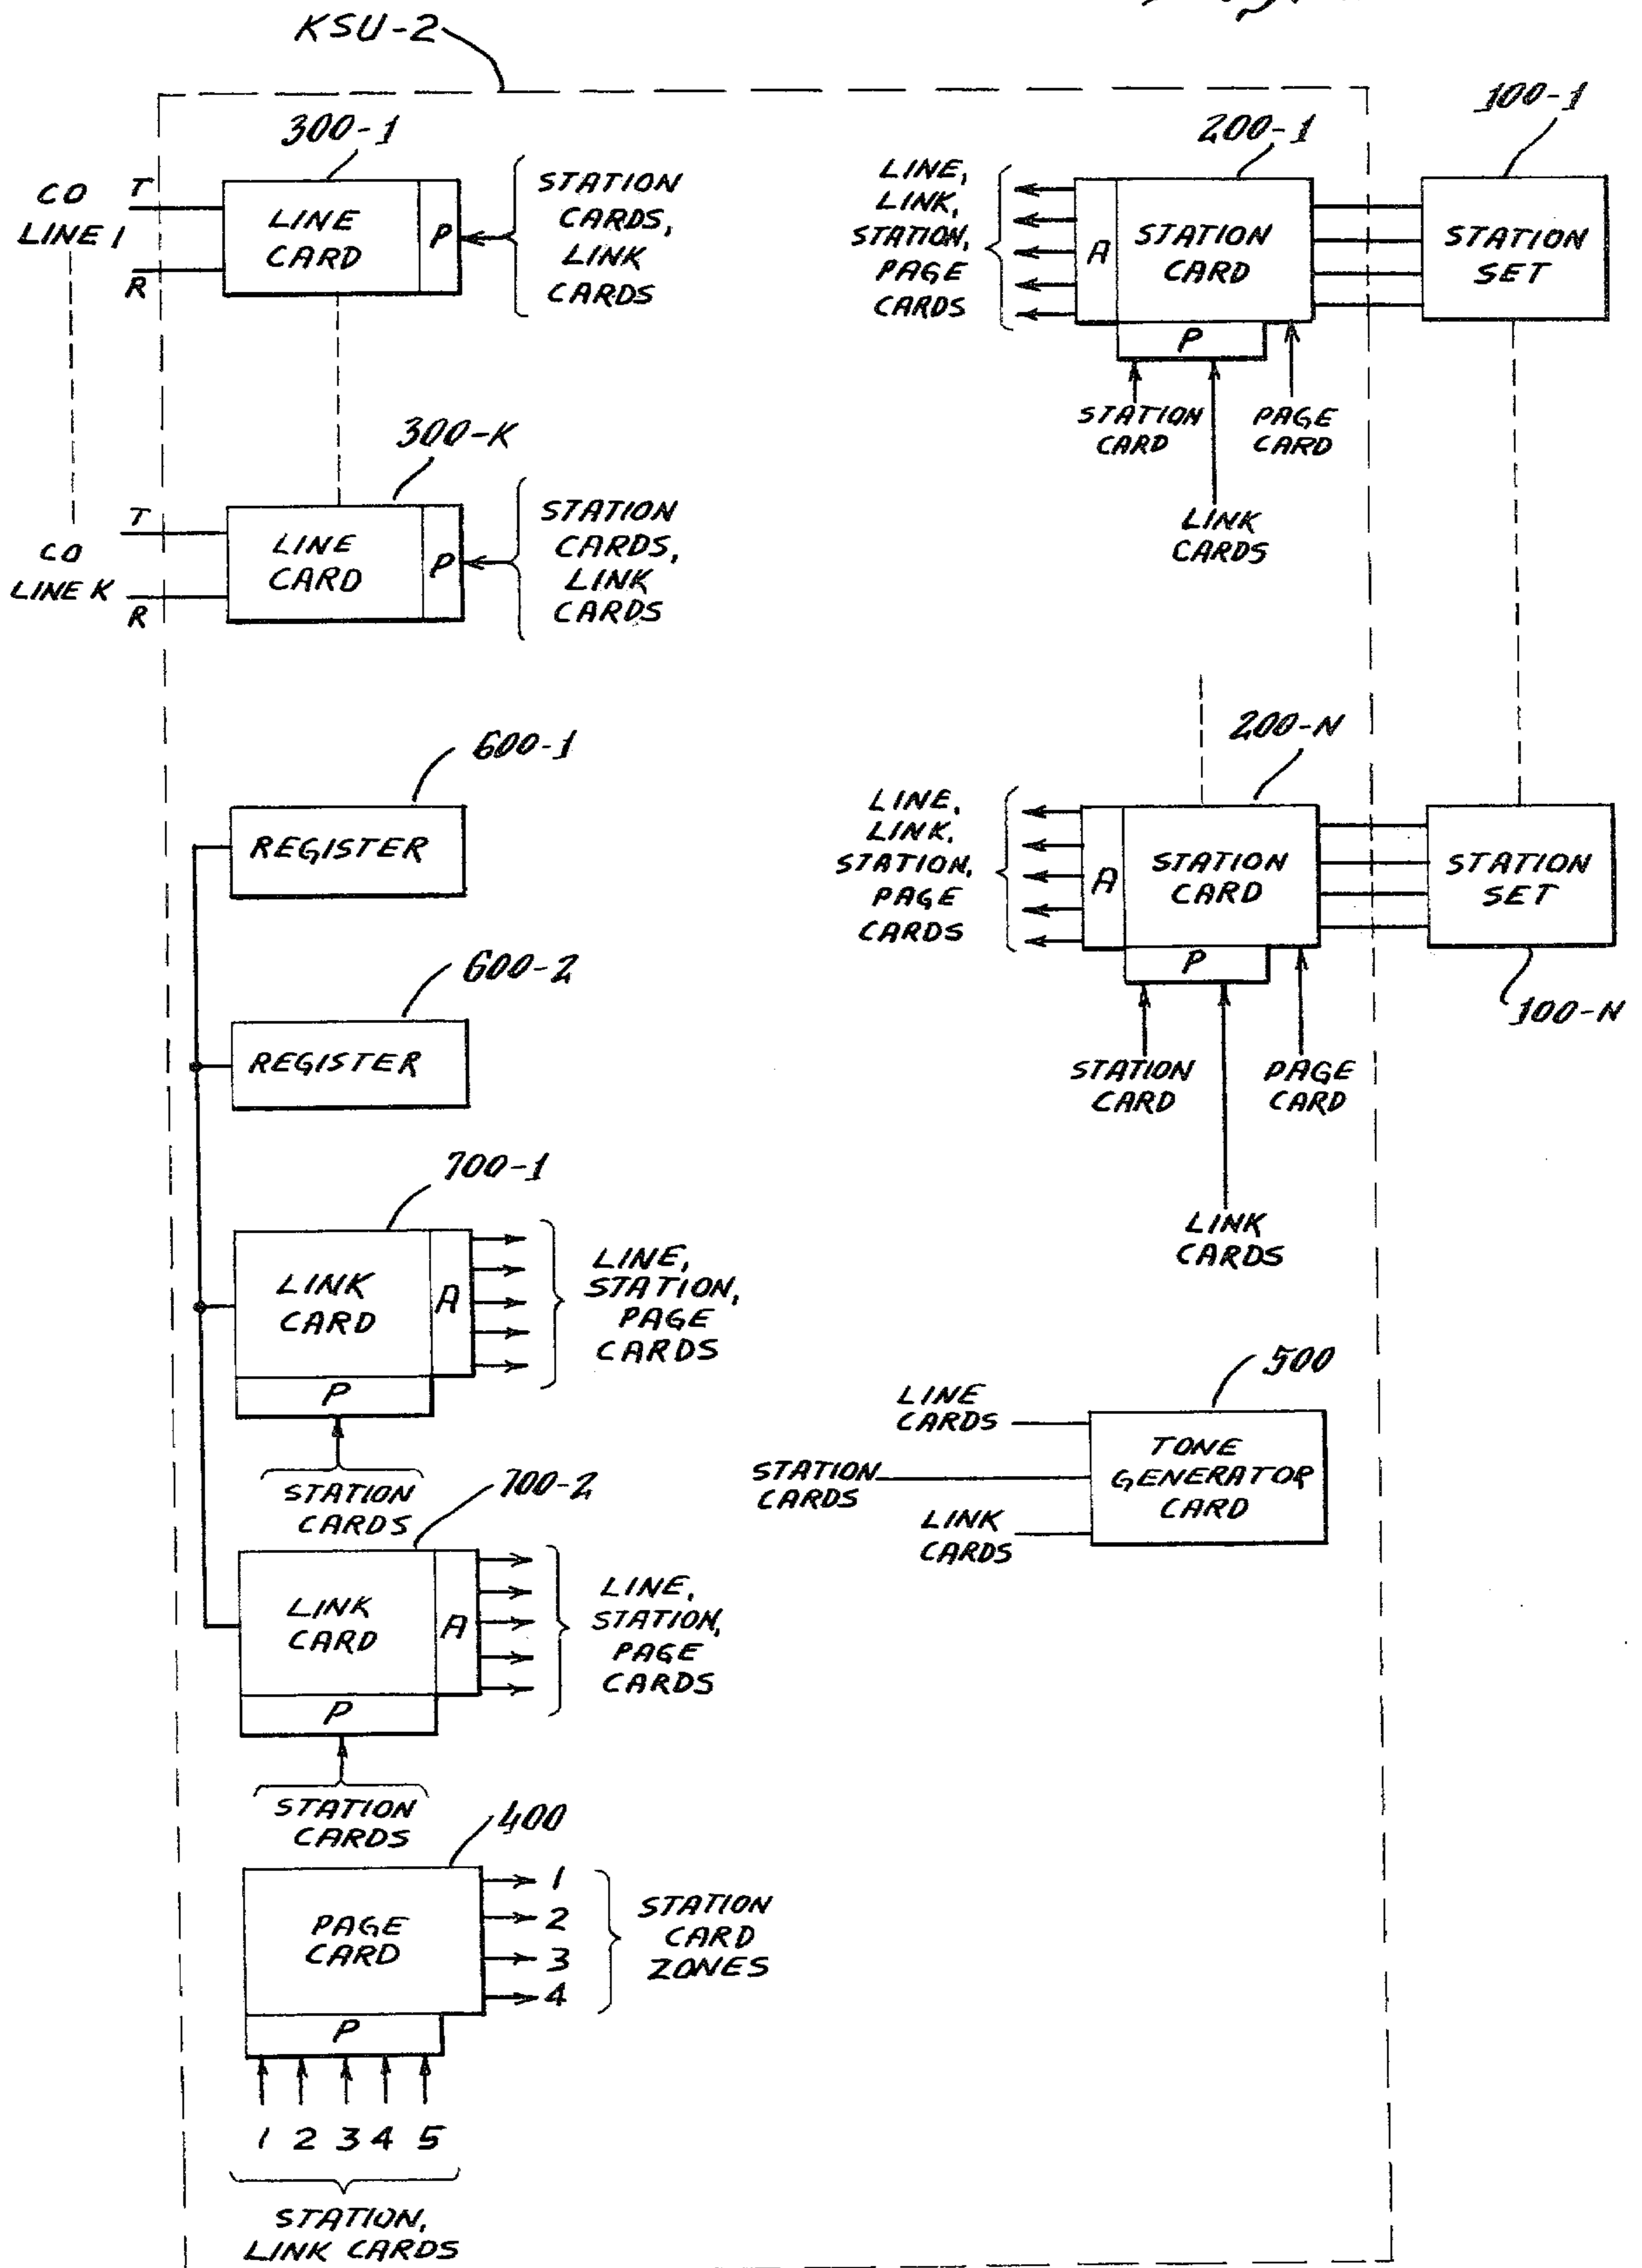 KSU-2
300-1
200-1
100-1
CO
LINE 1
T
R
LINE
CARD
P
STATION
CARDS,
LINK
CARDS
LINE,
LINK,
STATION,
PAGE
CARDS
A
STATION
CARD
P
STATION
SET
STATION
CARD
PAGE
CARD
LINK
CARDS
300-K
CO
LINE K
T
R
LINE
CARD
P
STATION
CARDS,
LINK
CARDS
600-1
REGISTER
200-N
LINE,
LINK,
STATION,
PAGE
CARDS
A
STATION
CARD
P
STATION
SET
100-N
STATION
CARD
PAGE
CARD
LINK
CARDS
600-2
REGISTER
700-1
LINK
CARD
A
P
LINE,
STATION,
PAGE
CARDS
STATION
CARDS
500
LINE
CARDS
STATION
CARDS
LINK
CARDS
TONE
GENERATOR
CARD
700-2
LINK
CARD
A
P
LINE,
STATION,
PAGE
CARDS
STATION
CARDS
400
PAGE
CARD
P
1
2
3
4
STATION
CARD
ZONES
1 2 3 4 5
STATION,
LINK CARDS